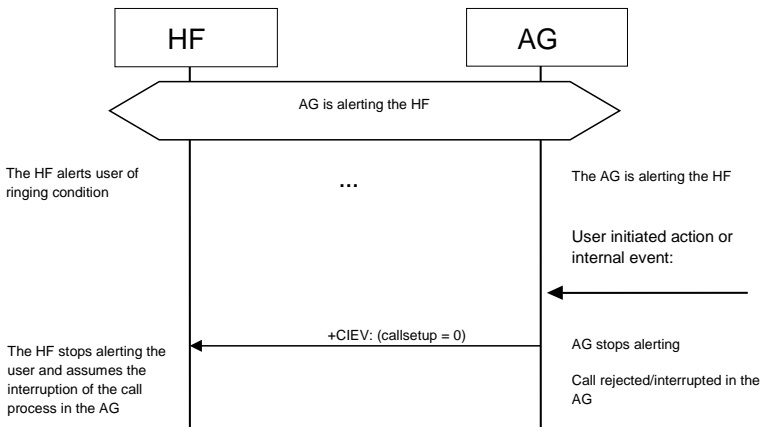 HF
AG
AG is alerting the HF
The HF alerts user of
ringing condition
...
The AG is alerting the HF
User initiated action or
internal event:
+CIEV: (callsetup = 0)
The HF stops alerting the
user and assumes the
interruption of the call
process in the AG
AG stops alerting
Call rejected/interrupted in the
AG